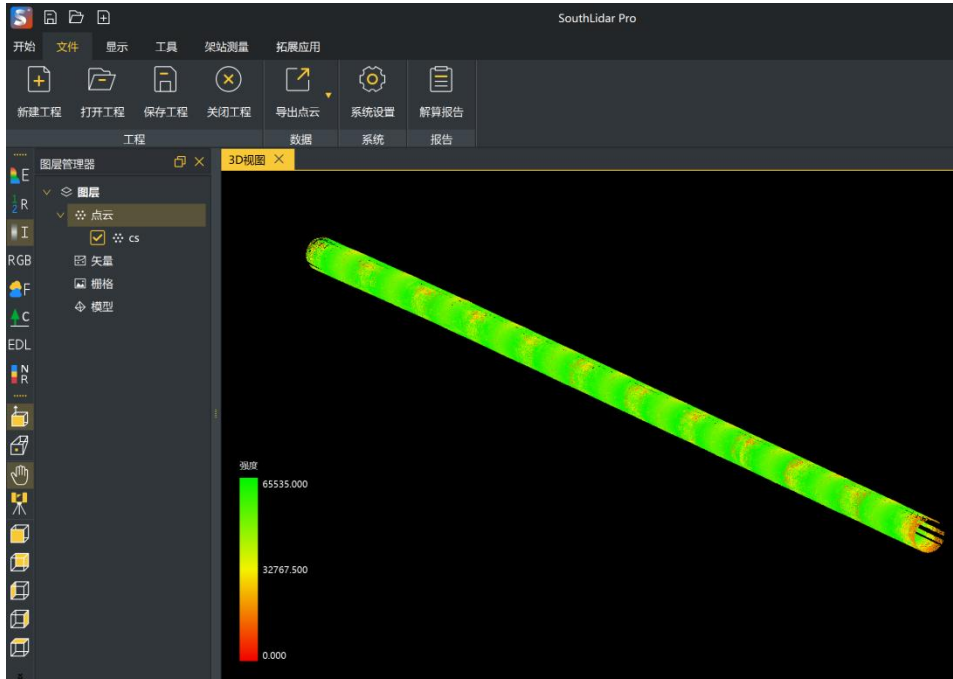 SouthLidar Pro
开始 文件 显示 工具 架站测量 拓展应用
新建工程 打开工程 保存工程 关闭工程 导出点云 系统设置 解算报告
工程 数据 系统 报告
图层管理器
3D视图
E
图层
1/2 R
点云
I
cs
RGB
矢量
F
栅格
C
模型
EDL
N
R
强度
65535.000
32767.500
0.000